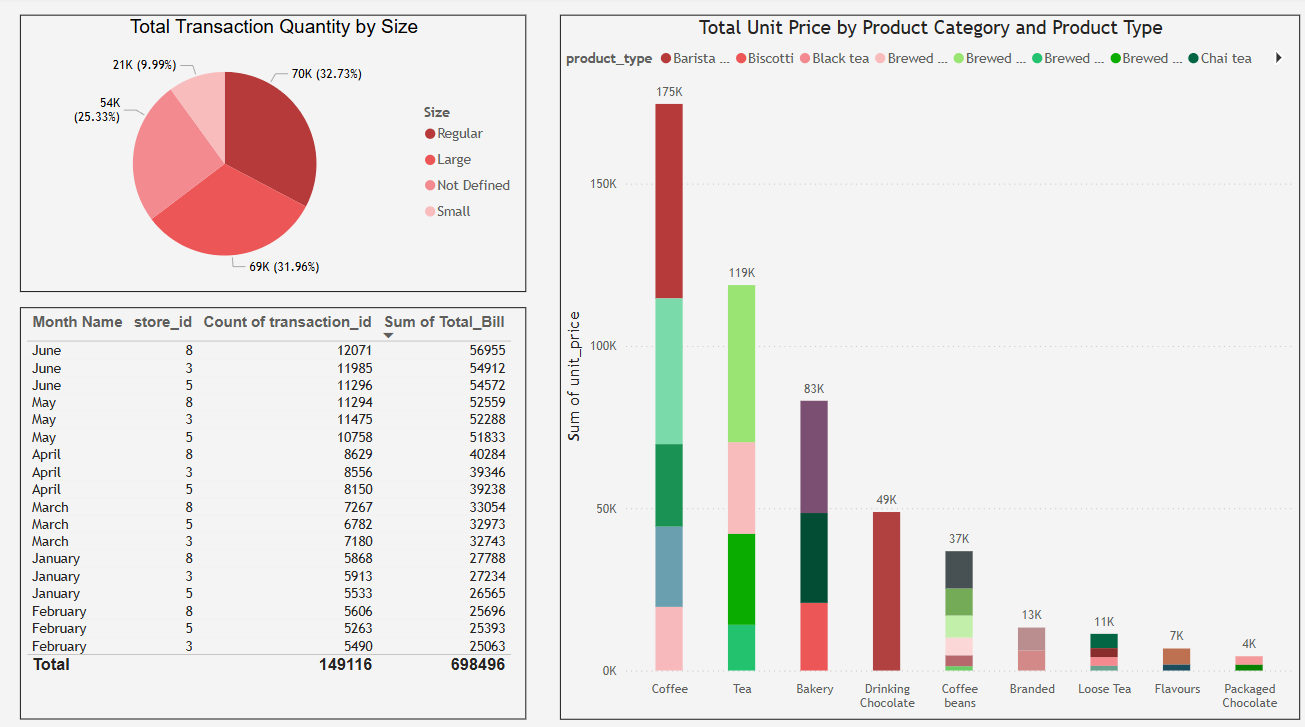 Total Transaction Quantity by Size
21K (9.99%)
70K (32.73%)
54K
(25.33%)
69K (31.96%)
Size
Regular
Large
Not Defined
Small
Month Name store_id Count of transaction_id Sum of Total_Bill
June 8 12071 56955
June 3 11985 54912
June 5 11296 54572
May 8 11294 52559
May 3 11475 52288
May 5 10758 51833
April 8 8629 40284
April 3 8556 39346
April 5 8150 39238
March 8 7267 33054
March 5 6782 32973
March 3 7180 32743
January 8 5868 27788
January 3 5913 27234
January 5 5533 26565
February 8 5606 25696
February 5 5263 25393
February 3 5490 25063
Total 149116 698496
Total Unit Price by Product Category and Product Type
product_type Barista ... Biscotti Black tea Brewed ... Brewed ... Brewed ... Brewed ... Chai tea
Sum of unit_price
150K
100K
50K
0K
175K
119K
83K
49K
37K
13K
11K
7K
4K
Coffee Tea Bakery Drinking Coffee Branded Loose Tea Flavours Packaged
Chocolate beans Chocolate